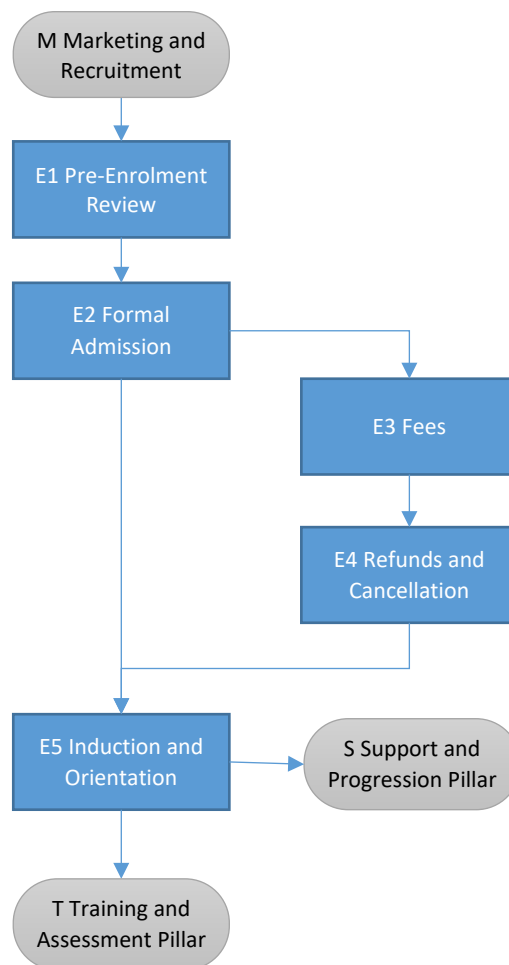 M Marketing and
Recruitment
E1 Pre-Enrolment
Review
E2 Formal
Admission
E3 Fees
E4 Refunds and
Cancellation
E5 Induction and
Orientation
S Support and
Progression Pillar
T Training and
Assessment Pillar